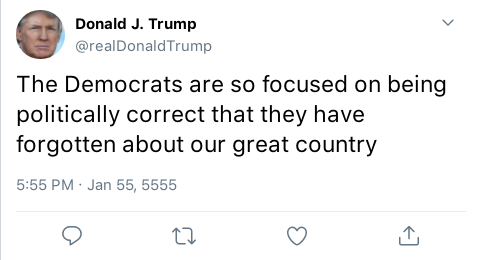 Donald J. Trump
@realDonaldTrump
The Democrats are so focused on being
politically correct that they have
forgotten about our great country
5:55 PM · Jan 55, 5555